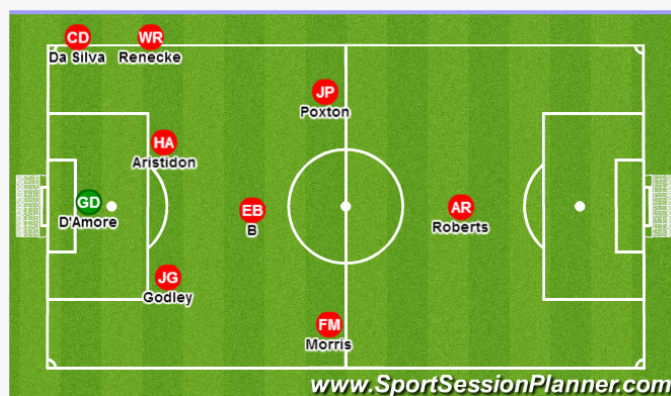 CD WR
Da Silva Renecke
JP
Poxton
HA
Aristidon
GD EB AR
D'Amore B Roberts
JG
Godley
FM
Morris
www.SportSessionPlanner.com